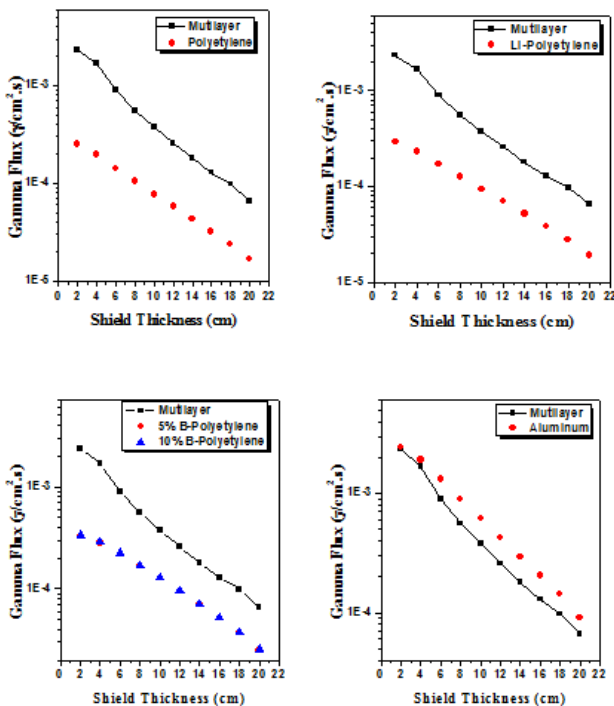 Mutilayer
Polyetylene
Gamma Flux (γ/cm².s)
1E-3
1E-4
1E-5
0 2 4 6 8 10 12 14 16 18 20 22
Shield Thickness (cm)
Mutilayer
Li-Polyetylene
Gamma Flux (γ/cm².s)
1E-3
1E-4
1E-5
0 2 4 6 8 10 12 14 16 18 20 22
Shield Thickness (cm)
Mutilayer
5% B-Polyetylene
10% B-Polyetylene
Gamma Flux (γ/cm².s)
1E-3
1E-4
0 2 4 6 8 10 12 14 16 18 20 22
Shield Thickness (cm)
Mutilayer
Aluminum
Gamma Flux (γ/cm².s)
1E-3
1E-4
0 2 4 6 8 10 12 14 16 18 20 22
Shield Thickness (cm)